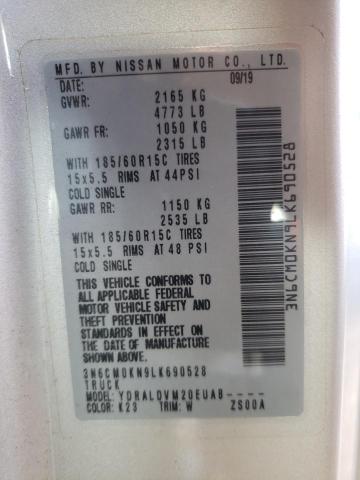 MFD. BY NISSAN MOTOR CO., LTD.
DATE: 09/19
GVWR: 2165 KG
4773 LB
GAWR FR: 1050 KG
2315 LB
WITH 185/60R15C TIRES
15x5.5 RIMS AT 44PSI
COLD SINGLE
GAWR RR: 1150 KG
2535 LB
WITH 185/60R15C TIRES
15x5.5 RIMS AT 48 PSI
COLD SINGLE
THIS VEHICLE CONFORMS TO
ALL APPLICABLE FEDERAL
MOTOR VEHICLE SAFETY
AND THEFT PREVENTION
STANDARDS IN EFFECT ON
THE DATE OF MANUFACTURE
SHOWN ABOVE.
3N6CM0KN9LK690528
TRUCK
MODEL: YDRALDVM20EUAB----
COLOR: K23 TRIM: W ZS00A
3N6CM0KN9LK690528